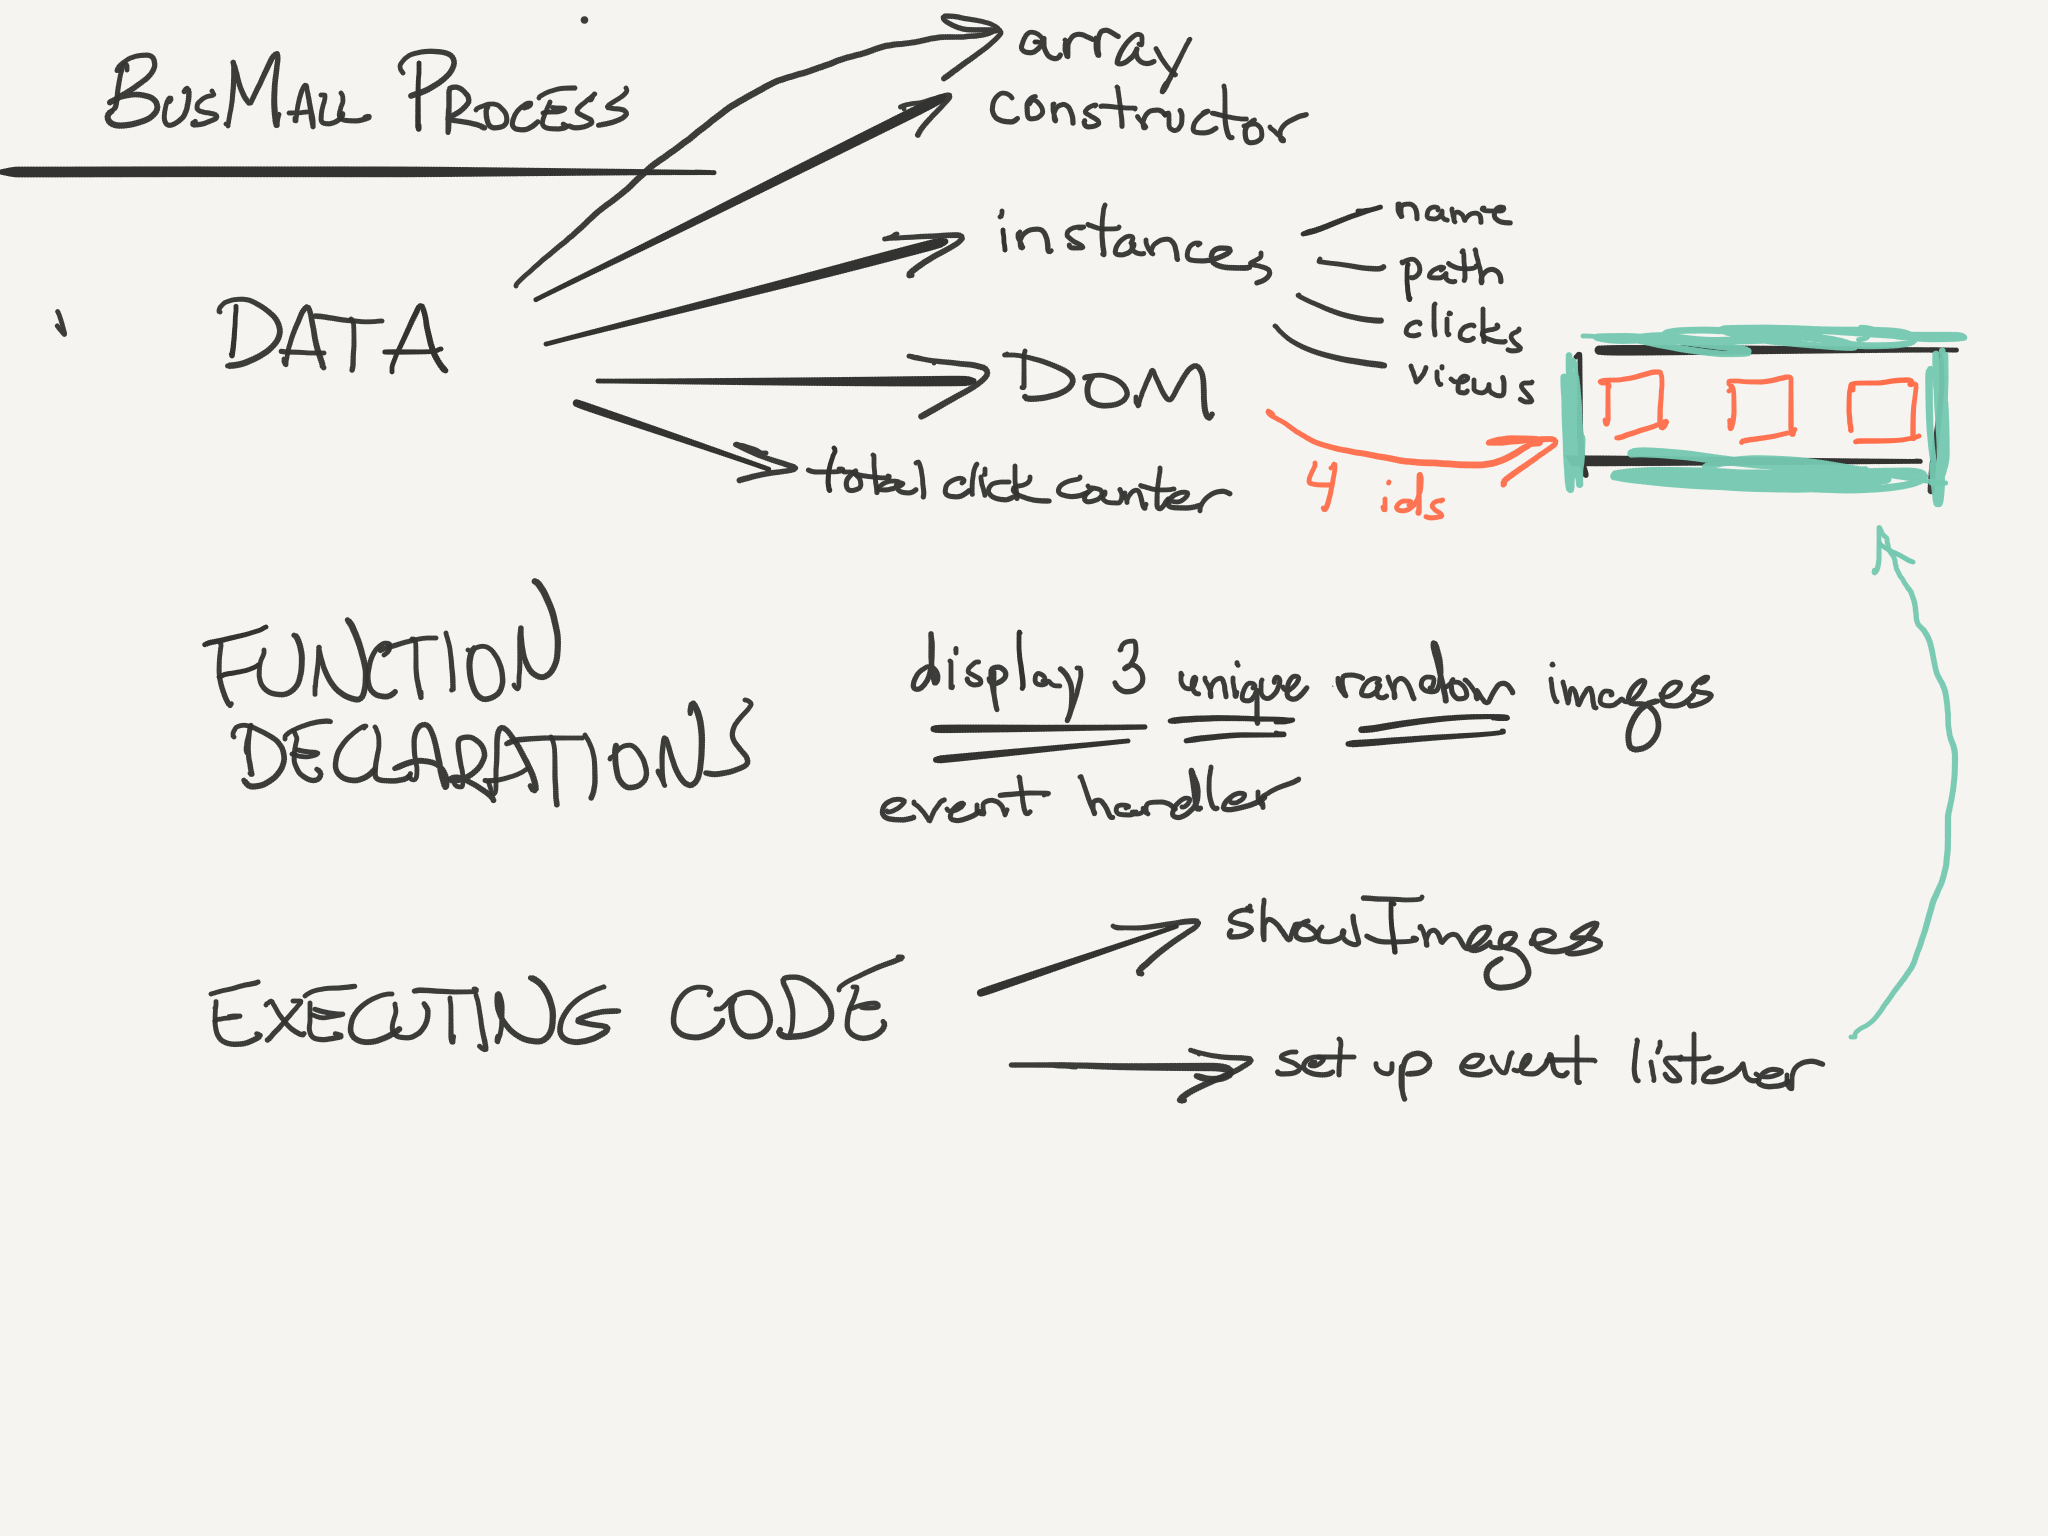 BUSMALL PROCESS
array
constructor
instances
name
path
clicks
views
DATA
DOM
4 ids
total click counter
FUNCTION
DECLARATIONS
display 3 unique random images
event handler
EXECUTING CODE
showImages
set up event listener